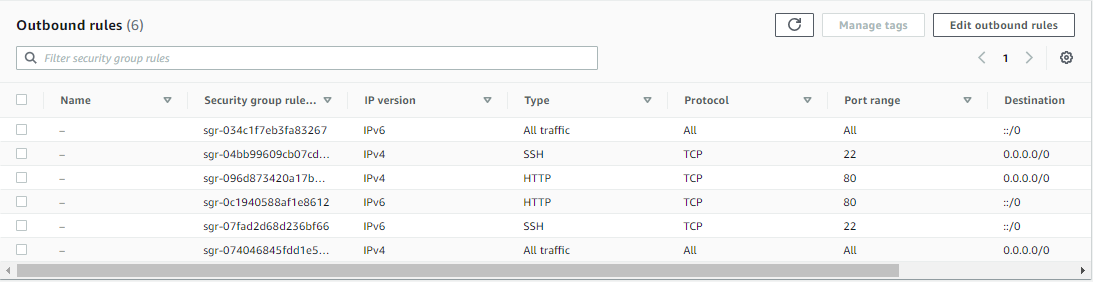 Outbound rules (6)
Manage tags
Edit outbound rules
Filter security group rules
1
Name Security group rule... IP version Type Protocol Port range Destination
– sgr-034c1f7eb3fa83267 IPv6 All traffic All All ::/0
– sgr-04bb99609cb07cd... IPv4 SSH TCP 22 0.0.0.0/0
– sgr-096d873420a17b... IPv4 HTTP TCP 80 0.0.0.0/0
– sgr-0c1940588af1e8612 IPv6 HTTP TCP 80 ::/0
– sgr-07fad2d68d236bf66 IPv6 SSH TCP 22 ::/0
– sgr-074046845fdd1e5... IPv4 All traffic All All 0.0.0.0/0